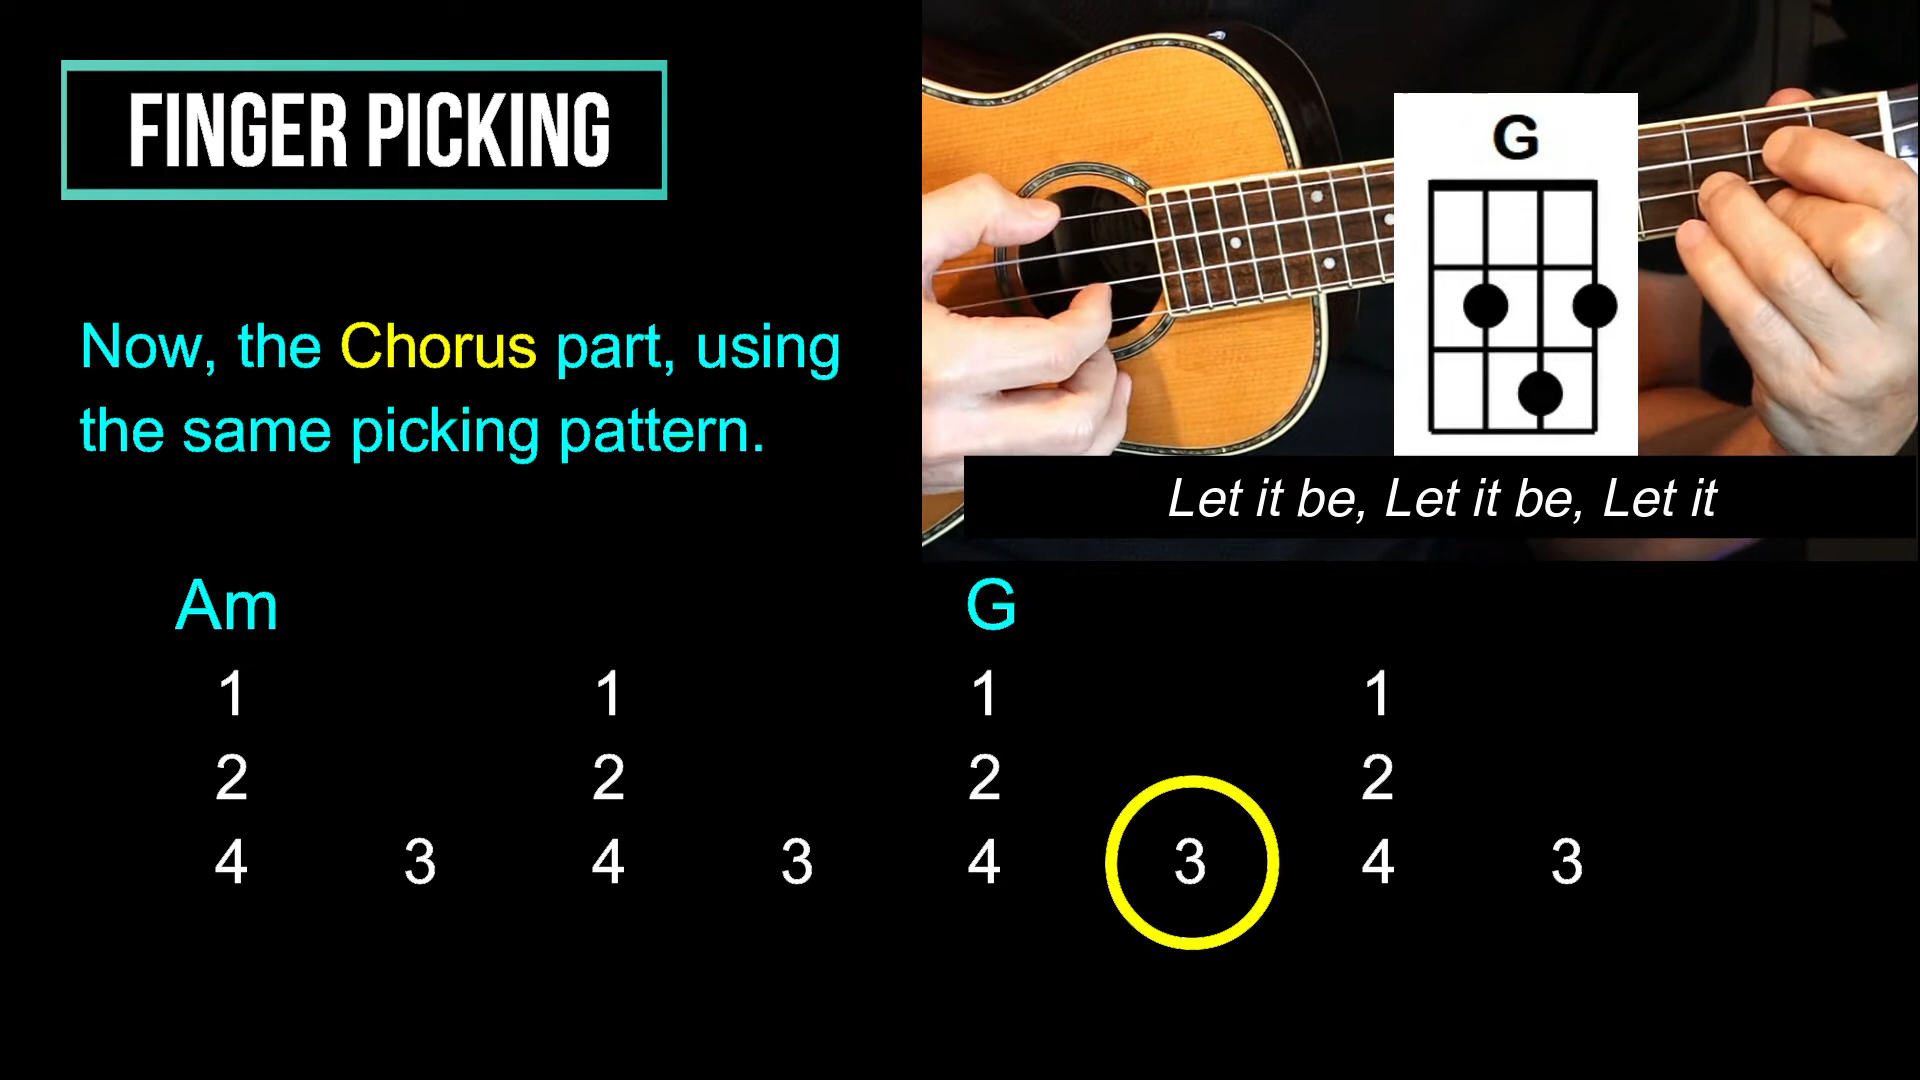 FINGER PICKING
Now, the Chorus part, using
the same picking pattern.
G
Let it be, Let it be, Let it
Am G
1 1 1 1
2 2 2 2
4 3 4 3 4 3 4 3